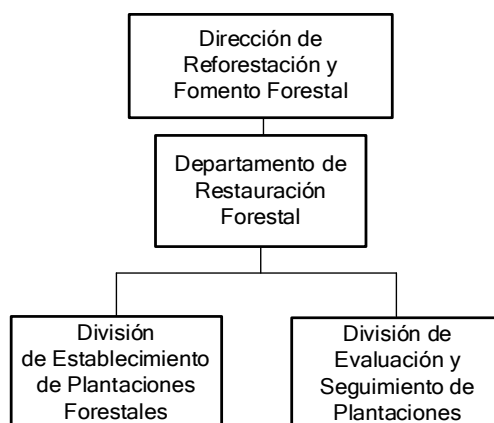 Dirección de
Reforestación y
Fomento Forestal
Departamento de
Restauración
Forestal
División
de Establecimiento
de Plantaciones
Forestales
División de
Evaluación y
Seguimiento de
Plantaciones